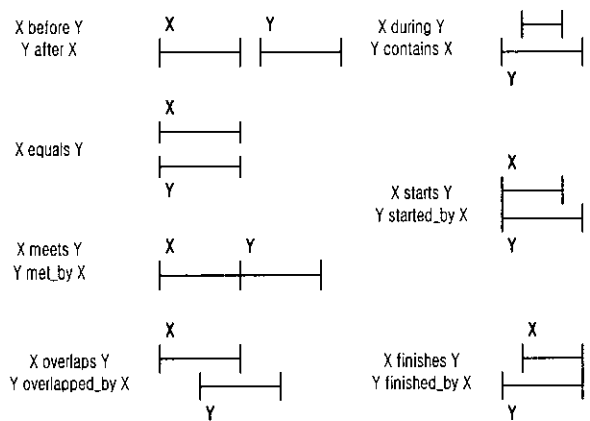 X before Y
Y after X
X Y
X equals Y
X
Y
X meets Y
Y met_by X
X Y
X overlaps Y
Y overlapped_by X
X
Y
X during Y
Y contains X
Y
X starts Y
Y started_by X
X
Y
X finishes Y
Y finished_by X
X
Y